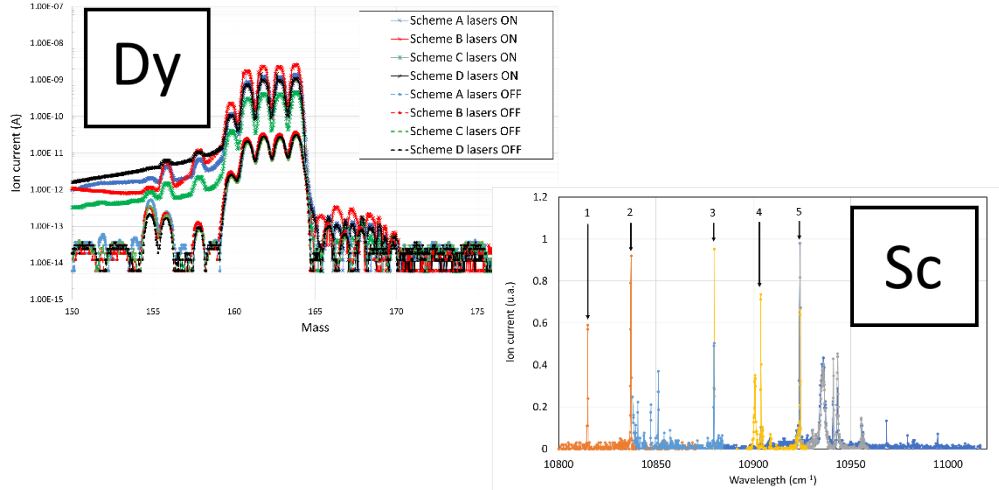 1.00E-07
1.00E-08
1.00E-09
1.00E-10
1.00E-11
1.00E-12
1.00E-13
1.00E-14
1.00E-15
Ion current (A)
Dy
Scheme A lasers ON
Scheme B lasers ON
Scheme C lasers ON
Scheme D lasers ON
Scheme A lasers OFF
Scheme B lasers OFF
Scheme C lasers OFF
Scheme D lasers OFF
150 155 160 165 170 175
Mass
1.2
1
0.8
0.6
0.4
0.2
0
Ion current (u.a.)
1 2 3 4 5
Sc
10800 10850 10900 10950 11000
Wavelength (cm⁻¹)